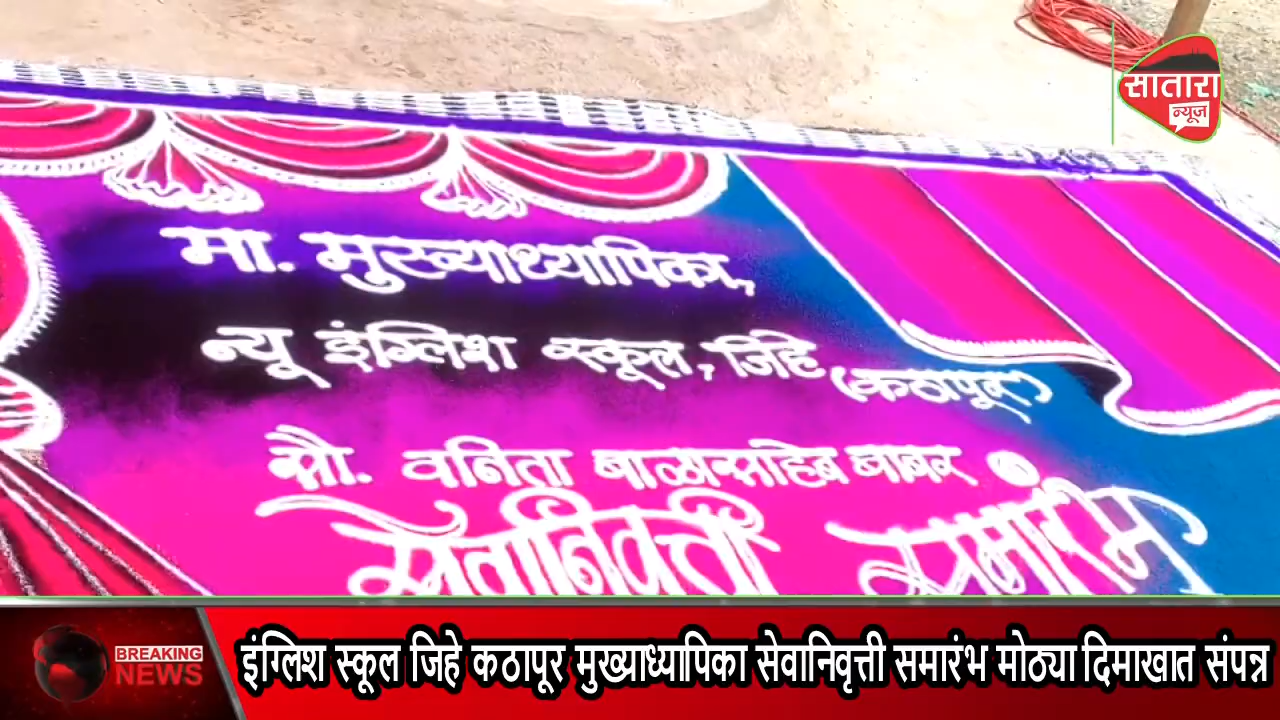 सातारा
न्यूज
मा. मुख्याध्यापिका,
न्यू इंग्लिश स्कूल, जिहे (कठापूर)
सौ. वनिता बाळासाहेब बाबर
सेवानिवृत्ती समारंभ
BREAKING
NEWS
इंग्लिश स्कूल जिहे कठापूर मुख्याध्यापिका सेवानिवृत्ती समारंभ मोठ्या दिमाखात संपन्न